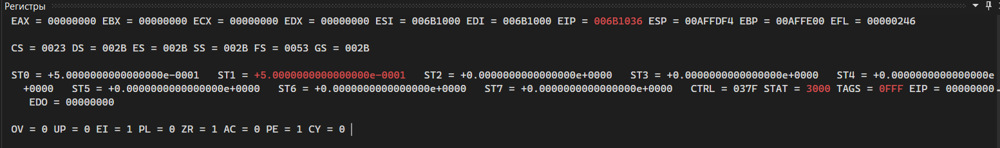 Регистры
EAX = 00000000 EBX = 00000000 ECX = 00000000 EDX = 00000000 ESI = 006B1000 EDI = 006B1000 EIP = 006B1036 ESP = 00AFFDF4 EBP = 00AFFE00 EFL = 00000246
CS = 0023 DS = 002B ES = 002B SS = 002B FS = 0053 GS = 002B
ST0 = +5.0000000000000000e-0001 ST1 = +5.0000000000000000e-0001 ST2 = +0.0000000000000000e+0000 ST3 = +0.0000000000000000e+0000 ST4 = +0.0000000000000000e
+0000 ST5 = +0.0000000000000000e+0000 ST6 = +0.0000000000000000e+0000 ST7 = +0.0000000000000000e+0000 CTRL = 037F STAT = 3000 TAGS = 0FFF EIP = 00000000
EDO = 00000000
OV = 0 UP = 0 EI = 1 PL = 0 ZR = 1 AC = 0 PE = 1 CY = 0